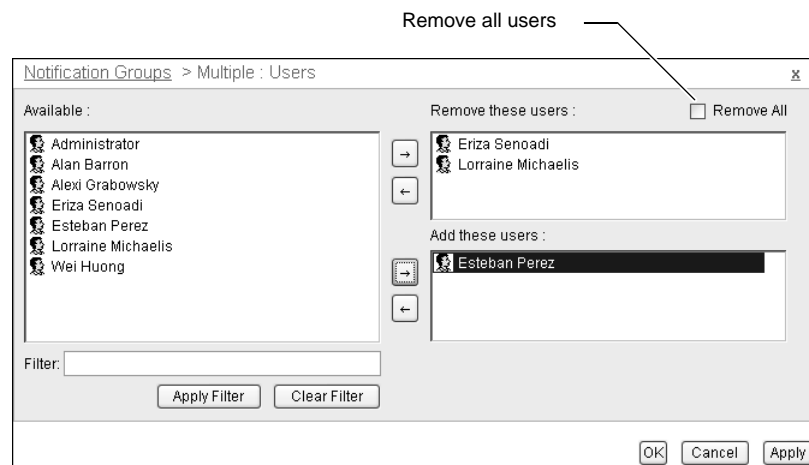 Remove all users
Notification Groups > Multiple : Users
x
Available :
Administrator
Alan Barron
Alexi Grabowsky
Eriza Senoadi
Esteban Perez
Lorraine Michaelis
Wei Huong
Filter:
Apply Filter
Clear Filter
→
←
Remove these users :
Remove All
Eriza Senoadi
Lorraine Michaelis
→
←
Add these users :
Esteban Perez
OK
Cancel
Apply